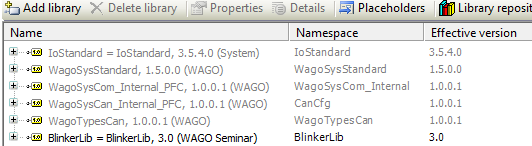 Add library Delete library Properties Details Placeholders Library reposit
Name Namespace Effective version
IoStandard = IoStandard, 3.5.4.0 (System) IoStandard 3.5.4.0
WagoSysStandard, 1.5.0.0 (WAGO) WagoSysStandard 1.5.0.0
WagoSysCom_Internal_PFC, 1.0.0.1 (WAGO) WagoSysCom_Internal 1.0.0.1
WagoSysCan_Internal_PFC, 1.0.0.1 (WAGO) CanCfg 1.0.0.1
WagoTypesCan, 1.0.0.1 (WAGO) WagoTypesCan 1.0.0.1
BlinkerLib = BlinkerLib, 3.0 (WAGO Seminar) BlinkerLib 3.0